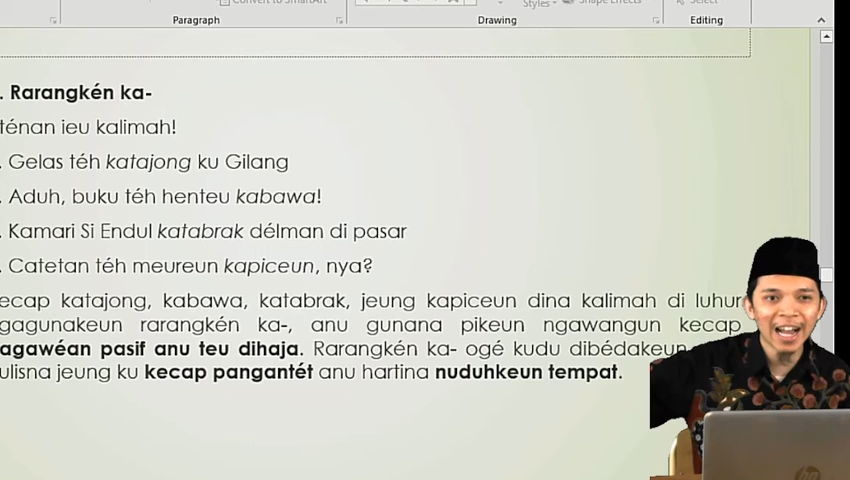 Convert to SmartArt
Styles
Shape Effects
Select
Paragraph
Drawing
Editing
. Rarangkén ka-
ténan ieu kalimah!
. Gelas téh katajong ku Gilang
. Aduh, buku téh henteu kabawa!
. Kamari Si Endul katabrak délman di pasar
. Catetan téh meureun kapiceun, nya?
ecap katajong, kabawa, katabrak, jeung kapiceun dina kalimah di luhur
gagunakeun rarangkén ka-, anu gunana pikeun ngawangun kecap
agawéan pasif anu teu dihaja. Rarangkén ka- ogé kudu dibédakeun
ulisna jeung ku kecap pangantét anu hartina nuduhkeun tempat.
hp